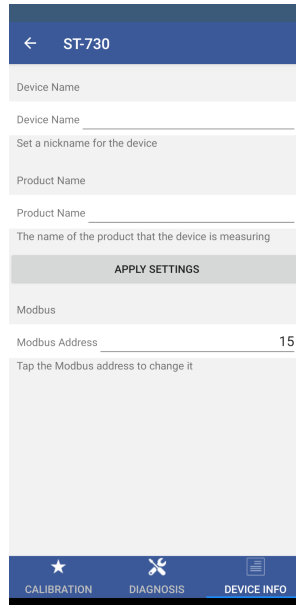 ST-730
Device Name
Device Name
Set a nickname for the device
Product Name
Product Name
The name of the product that the device is measuring
APPLY SETTINGS
Modbus
Modbus Address 15
Tap the Modbus address to change it
CALIBRATION DIAGNOSIS DEVICE INFO